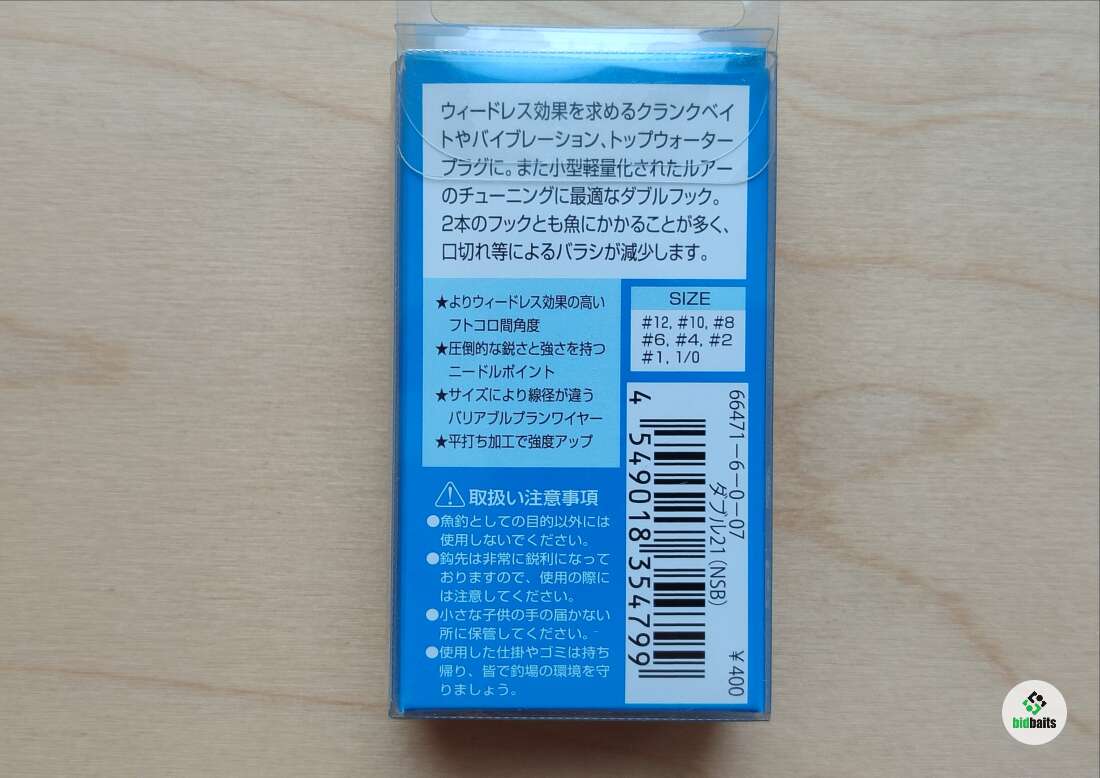 ウィードレス効果を求めるクランクベイ
トやバイブレーション、トップウォーター
プラグに。また小型軽量化されたルアー
のチューニングに最適なダブルフック。
2本のフックとも魚にかかることが多く、
口切れ等によるバラシが減少します。
★よりウィードレス効果の高い
フトコロ間角度
★圧倒的な鋭さと強さを持つ
ニードルポイント
★サイズにより線径が違う
バリアブルプランワイヤー
★平打ち加工で強度アップ
SIZE
#12, #10, #8
#6, #4, #2
#1, 1/0
⚠取扱い注意事項
●魚釣としての目的以外には
使用しないでください。
●鈎先は非常に鋭利になって
おりますので、使用の際に
は注意してください。
●小さな子供の手の届かない
所に保管してください。
●使用した仕掛やゴミは持ち
帰り、皆で釣場の環境を守
りましょう。
66471-6-0-07
ダブル21(NSB)
¥400
4 549018 354799
bidbaits